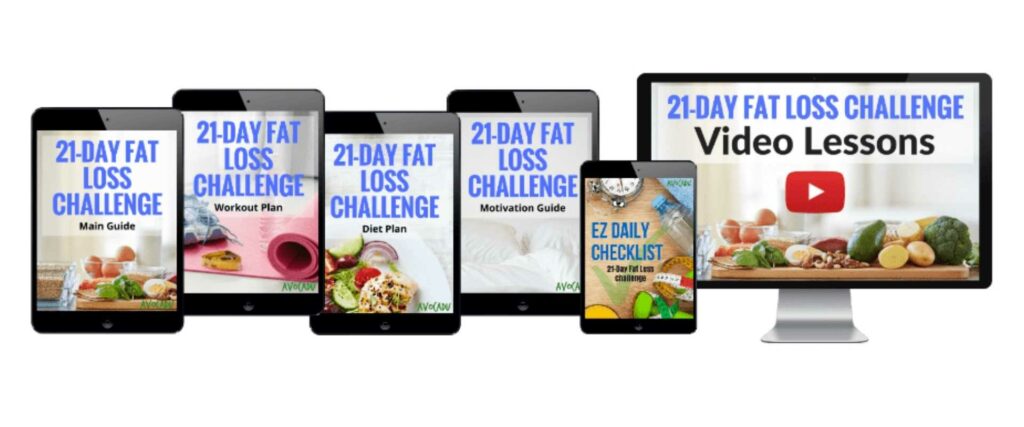 21-DAY FAT
LOSS
CHALLENGE
Main Guide
21-DAY FAT
LOSS
CHALLENGE
Workout Plan
AVOCADU
21-DAY FAT
LOSS
CHALLENGE
Diet Plan
AVOCADU
21-DAY FAT
LOSS
CHALLENGE
Motivation Guide
AVOCADU
AVOCADU
EZ DAILY
CHECKLIST
21-Day Fat Loss
challenge
21-DAY FAT LOSS CHALLENGE
Video Lessons